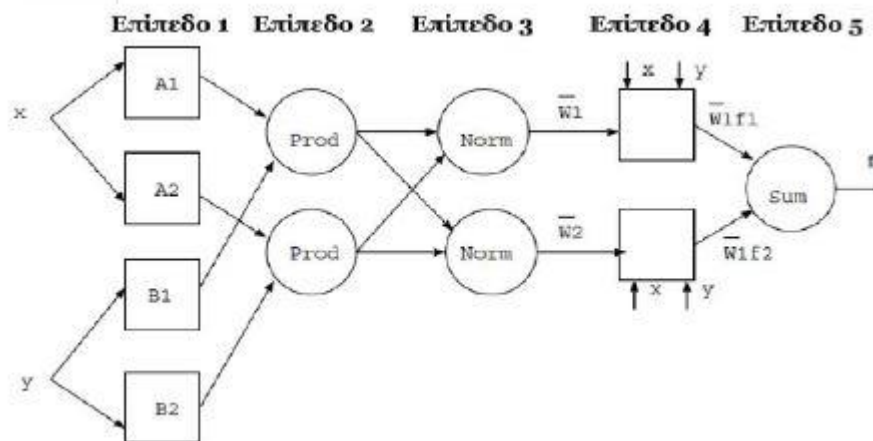 Επίπεδο 1 Επίπεδο 2 Επίπεδο 3 Επίπεδο 4 Επίπεδο 5
x y
A1
W1
W1f1
x
Prod
Norm
f
A2
Sum
Prod
W2
Norm
W1f2
B1
x y
y
B2